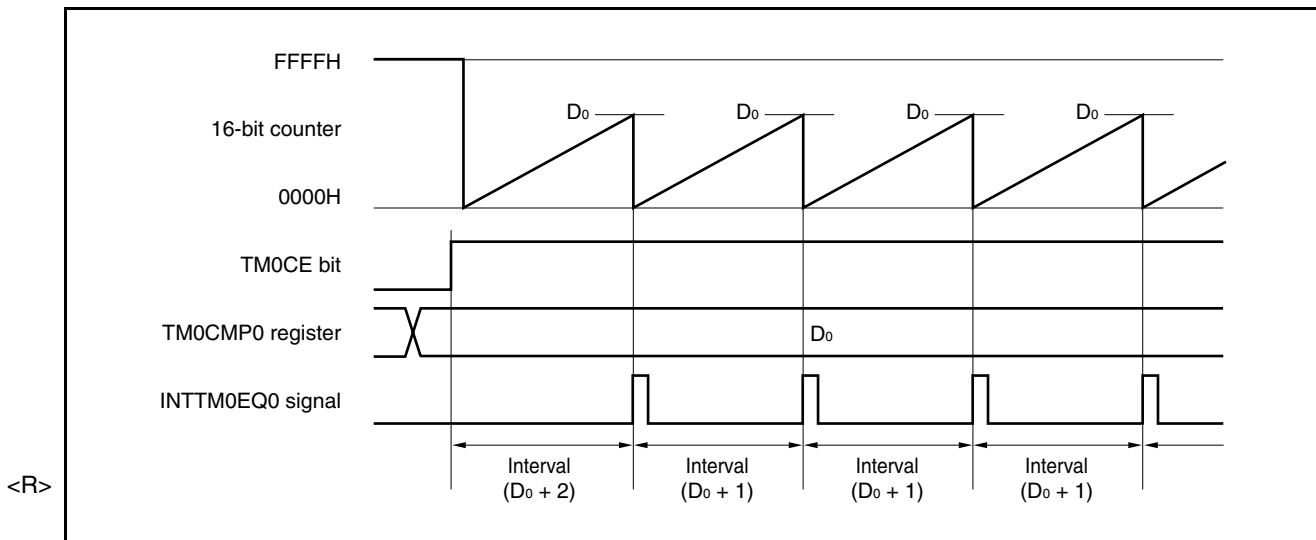 FFFFH
D0 D0 D0 D0
16-bit counter
0000H
TM0CE bit
TM0CMP0 register
D0
INTTM0EQ0 signal
Interval Interval Interval Interval
<R> (D0 + 2) (D0 + 1) (D0 + 1) (D0 + 1)